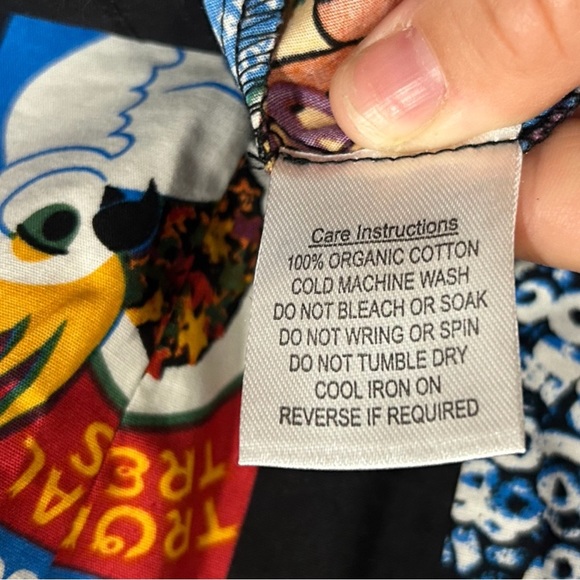 Care Instructions
100% ORGANIC COTTON
COLD MACHINE WASH
DO NOT BLEACH OR SOAK
DO NOT WRING OR SPIN
DO NOT TUMBLE DRY
COOL IRON ON
REVERSE IF REQUIRED